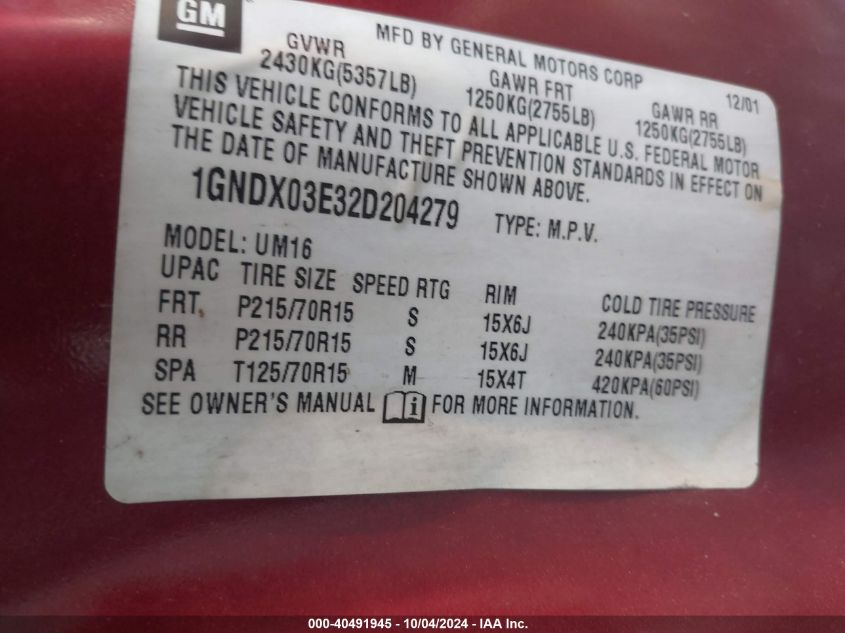 GM
MFD BY GENERAL MOTORS CORP
12/01
GVWR GAWR FRT GAWR RR
2430KG(5357LB) 1250KG(2755LB) 1250KG(2755LB)
THIS VEHICLE CONFORMS TO ALL APPLICABLE U.S. FEDERAL MOTOR
VEHICLE SAFETY AND THEFT PREVENTION STANDARDS IN EFFECT ON
THE DATE OF MANUFACTURE SHOWN ABOVE.
1GNDX03E32D204279 TYPE: M.P.V.
MODEL: UM16
UPAC TIRE SIZE SPEED RTG RIM COLD TIRE PRESSURE
FRT. P215/70R15 S 15X6J 240KPA(35PSI)
RR P215/70R15 S 15X6J 240KPA(35PSI)
SPA T125/70R15 M 15X4T 420KPA(60PSI)
SEE OWNER'S MANUAL i FOR MORE INFORMATION.
000-40491945 - 10/04/2024 - IAA Inc.